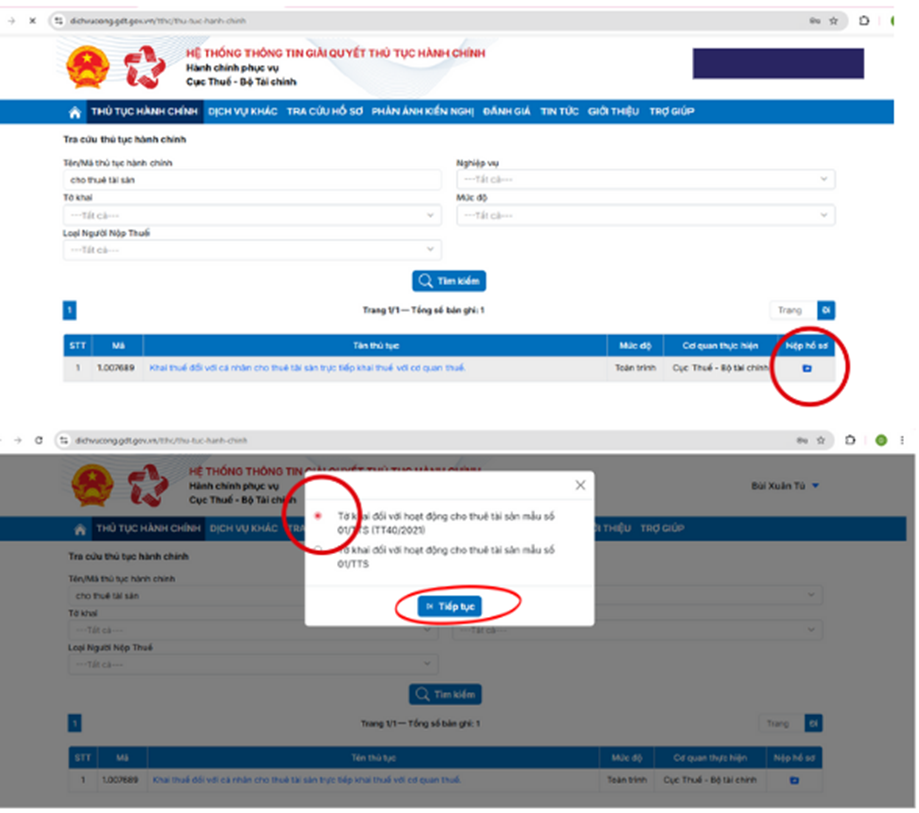 dichvucong.gdt.gov.vn/tthc/thu-tuc-hanh-chinh
HỆ THỐNG THÔNG TIN GIẢI QUYẾT THỦ TỤC HÀNH CHÍNH
Hành chính phục vụ
Cục Thuế - Bộ Tài chính
THỦ TỤC HÀNH CHÍNH DỊCH VỤ KHÁC TRA CỨU HỒ SƠ PHẢN ÁNH KIẾN NGHỊ ĐÁNH GIÁ TIN TỨC GIỚI THIỆU TRỢ GIÚP
Tra cứu thủ tục hành chính
Tên/Mã thủ tục hành chính Nghiệp vụ
cho thuê tài sản ---Tất cả---
Tờ khai Mức độ
---Tất cả--- ---Tất cả---
Loại Người Nộp Thuế
---Tất cả---
Tìm kiếm
1 Trang 1/1 — Tổng số bản ghi: 1 Trang Đi
STT Mã Tên thủ tục Mức độ Cơ quan thực hiện Nộp hồ sơ
1 1.007689 Khai thuế đối với cá nhân cho thuê tài sản trực tiếp khai thuế với cơ quan thuế. Toàn trình Cục Thuế - Bộ tài chính
dichvucong.gdt.gov.vn/tthc/thu-tuc-hanh-chinh
HỆ THỐNG THÔNG TIN GIẢI QUYẾT THỦ TỤC HÀNH CHÍNH
Hành chính phục vụ
Cục Thuế - Bộ Tài chính
Bùi Xuân Tú
THỦ TỤC HÀNH CHÍNH DỊCH VỤ KHÁC TRA GIỚI THIỆU TRỢ GIÚP
Tờ khai đối với hoạt động cho thuê tài sản mẫu số
01/TTS (TT40/2021)
Tờ khai đối với hoạt động cho thuê tài sản mẫu số
01/TTS
Tiếp tục
Tra cứu thủ tục hành chính
Tên/Mã thủ tục hành chính
cho thuê tài sản
Tờ khai
---Tất cả--- ---Tất cả---
Loại Người Nộp Thuế
---Tất cả---
Tìm kiếm
1 Trang 1/1 — Tổng số bản ghi: 1 Trang Đi
STT Mã Tên thủ tục Mức độ Cơ quan thực hiện Nộp hồ sơ
1 1.007689 Khai thuế đối với cá nhân cho thuê tài sản trực tiếp khai thuế với cơ quan thuế. Toàn trình Cục Thuế - Bộ tài chính